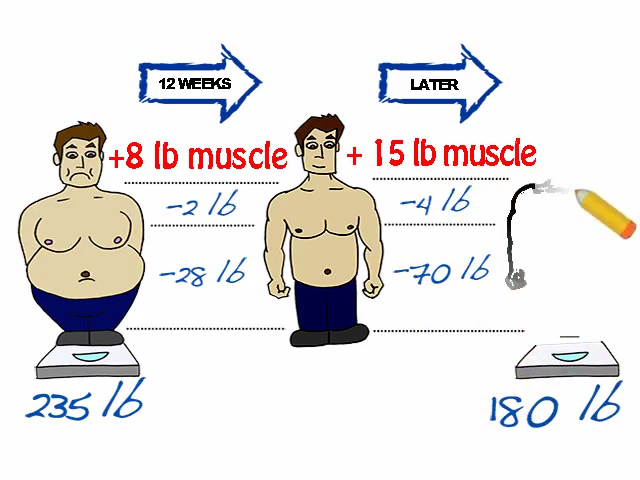 12 WEEKS
LATER
+8 lb muscle
+ 15 lb muscle
-2 lb
-4 lb
-28 lb
-70 lb
235 lb
180 lb